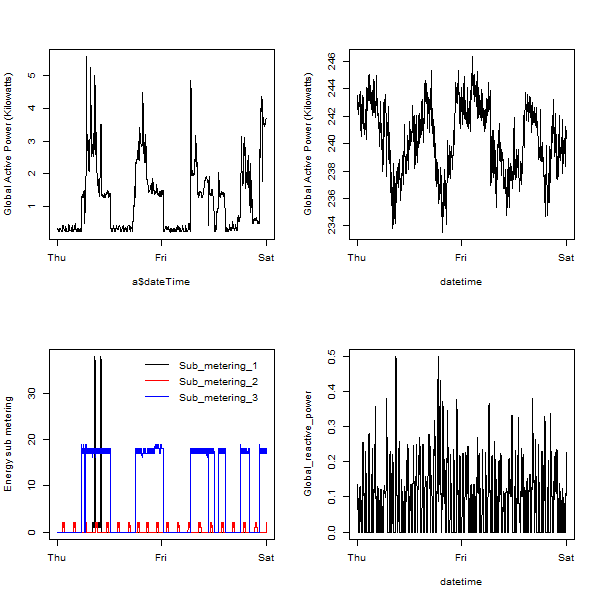 Global Active Power (Kilowatts)
5
4
3
2
1
Thu
Fri
Sat
a$dateTime
Global Active Power (Kilowatts)
246
244
242
240
238
236
234
Thu
Fri
Sat
datetime
Energy sub metering
30
20
10
0
Sub_metering_1
Sub_metering_2
Sub_metering_3
Thu
Fri
Sat
Global_reactive_power
0.5
0.4
0.3
0.2
0.1
0.0
Thu
Fri
Sat
datetime